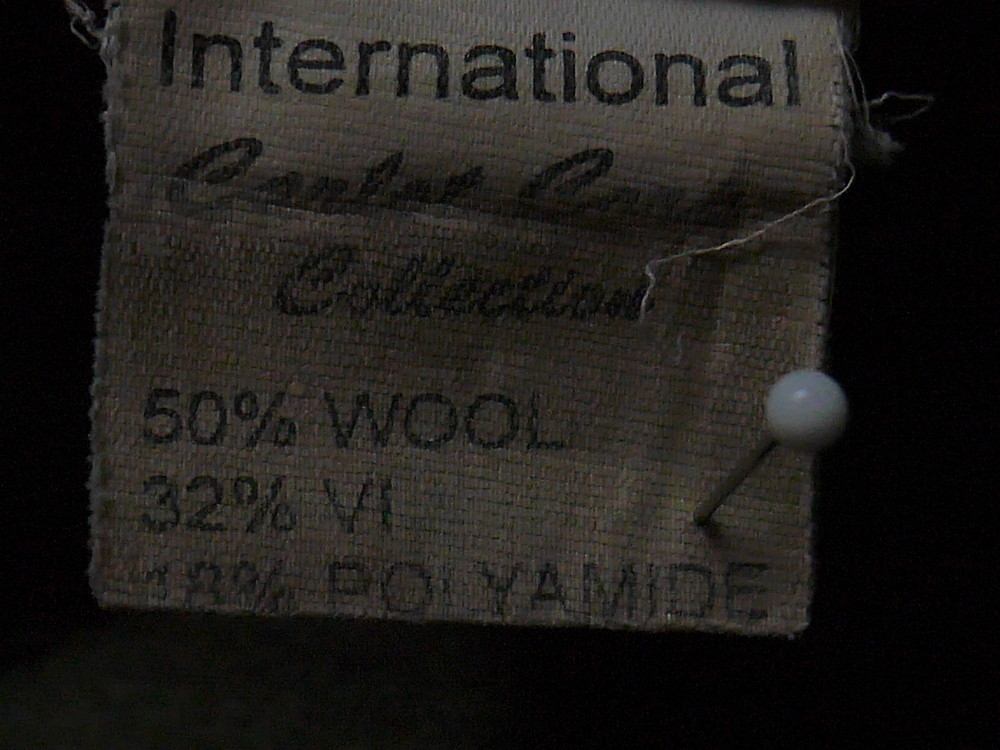 International
Collection
50% WOOL
32% VI
18% POLYAMIDE